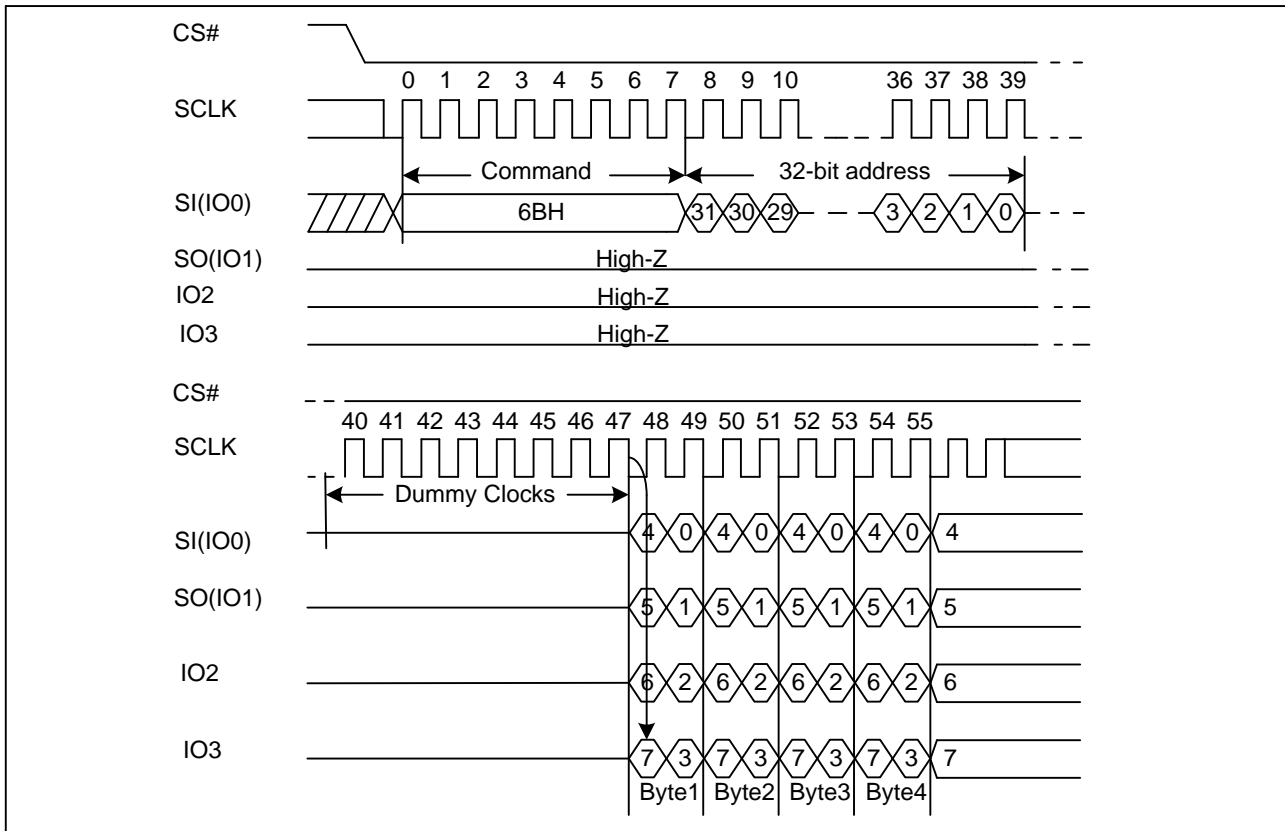 CS#
0 1 2 3 4 5 6 7 8 9 10 36 37 38 39
SCLK
Command 32-bit address
SI(IO0) 6BH 31 30 29 3 2 1 0
SO(IO1) High-Z
IO2 High-Z
IO3 High-Z
CS#
40 41 42 43 44 45 46 47 48 49 50 51 52 53 54 55
SCLK
Dummy Clocks
SI(IO0) 4 0 4 0 4 0 4 0 4
SO(IO1) 5 1 5 1 5 1 5 1 5
IO2 6 2 6 2 6 2 6 2 6
IO3 7 3 7 3 7 3 7 3 7
Byte1 Byte2 Byte3 Byte4